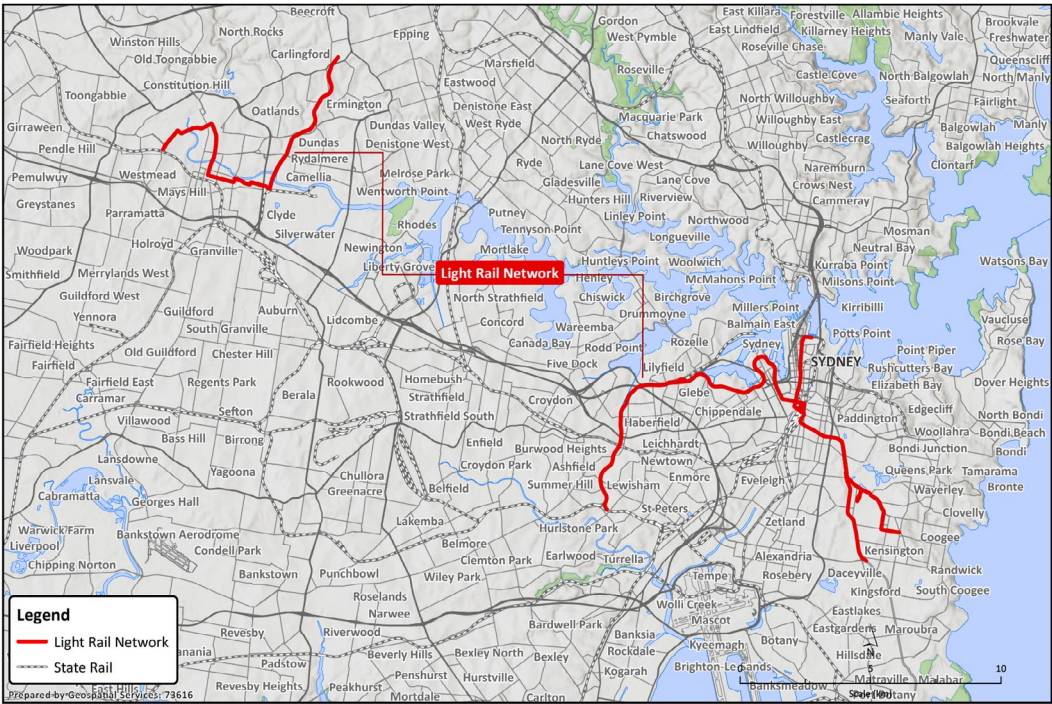 Beecroft
East Killara
Forestville
Allambie Heights
Gordon
Brookvale
Winston Hills
North Rocks
Epping
West Pymble
East Lindfield
Killarney Heights
Manly Vale
Freshwater
Old Toongabbie
Carlingford
Marsfield
Roseville Chase
Queenscliff
Roseville
Castle Cove
North Balgowlah
North Manly
Toongabbie
Constitution Hill
Eastwood
Oatlands
Ermington
Denistone East
North Willoughby
Seaforth
Fairlight
Macquarie Park
Willoughby East
Girraween
Dundas Valley
West Ryde
Chatswood
Balgowlah
Manly
Pendle Hill
Dundas
Denistone West
North Ryde
Willoughby
Castlecrag
Balgowlah Heights
Rydalmere
Ryde
Lane Cove West
Clontarf
Pemulwuy
Westmead
Camellia
Melrose Park
Lane Cove
Naremburn
Mays Hill
Gladesville
Crows Nest
Wentworth Point
Hunters Hill
Riverview
Cammeray
Greystanes
Parramatta
Clyde
Rhodes
Putney
Linley Point
Northwood
Silverwater
Tennyson Point
Mosman
Holroyd
Longueville
Woodpark
Granville
Newington
Mortlake
Neutral Bay
Smithfield
Merrylands West
Liberty Grove
Huntleys Point
Woolwich
Kurraba Point
Watsons Bay
Light Rail Network
Henley
McMahons Point
Milsons Point
Guildford West
North Strathfield
Chiswick
Birchgrove
Yennora
Guildford
Auburn
Drummoyne
Millers Point
Kirribilli
Vaucluse
South Granville
Lidcombe
Concord
Wareemba
Balmain East
Potts Point
Fairfield Heights
Canada Bay
Rodd Point
Rozelle
Sydney
Rose Bay
Old Guildford
Chester Hill
Point Piper
Fairfield
Five Dock
Lilyfield
SYDNEY
Rushcutters Bay
Fairfield East
Regents Park
Rookwood
Homebush
Glebe
Elizabeth Bay
Dover Heights
Carramar
Berala
Strathfield
Croydon
Chippendale
Edgecliff
Sefton
Strathfield South
Haberfield
Paddington
North Bondi
Villawood
Woollahra
Bondi Beach
Bass Hill
Birrong
Enfield
Burwood Heights
Leichhardt
Bondi Junction
Bondi
Lansdowne
Yagoona
Croydon Park
Ashfield
Newtown
Queens Park
Tamarama
Lansvale
Chullora
Summer Hill
Lewisham
Enmore
Eveleigh
Waverley
Bronte
Cabramatta
Georges Hall
Greenacre
Belfield
St Peters
Clovelly
Warwick Farm
Bankstown Aerodrome
Lakemba
Hurlstone Park
Zetland
Coogee
Liverpool
Condell Park
Belmore
Kensington
Chipping Norton
Clemton Park
Earlwood
Turrella
Alexandria
Randwick
Bankstown
Punchbowl
Wiley Park
Tempe
Rosebery
Daceyville
South Coogee
Roselands
Wolli Creek
Kingsford
Legend
Narwee
Bardwell Park
Mascot
Eastlakes
Light Rail Network
Revesby
Riverwood
Banksia
Botany
Eastgardens
Maroubra
Kyeemagh
State Rail
Padstow
Beverly Hills
Bexley North
Bexley
Rockdale
Hillsdale
N
Kogarah
Brighton-Le-Sands
5
10
Revesby Heights
Peakhurst
Penshurst
Hurstville
Banksmeadow
Matraville
Malabar
Prepared by Geospatial Services: 73616
East Hills
Mortdale
Carlton
Scale (km)